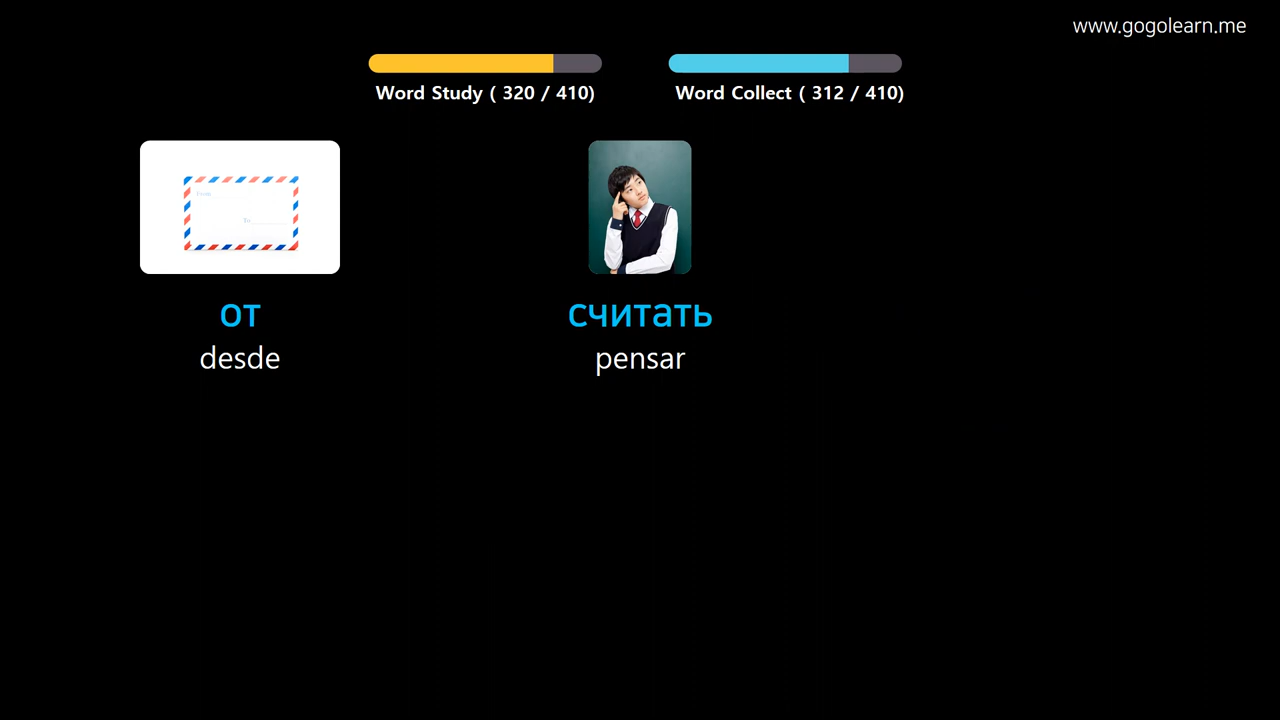 www.gogolearn.me
Word Study ( 320 / 410)
Word Collect ( 312 / 410)
от
desde
считать
pensar